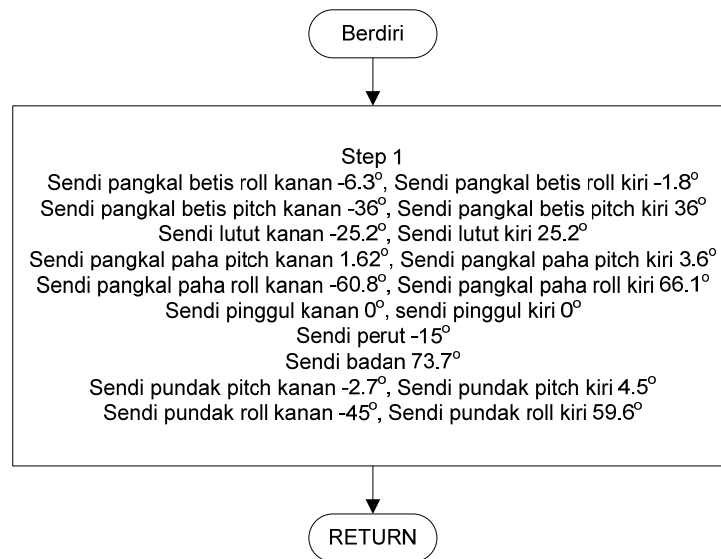 Berdiri
Step 1
Sendi pangkal betis roll kanan -6.3°, Sendi pangkal betis roll kiri -1.8°
Sendi pangkal betis pitch kanan -36°, Sendi pangkal betis pitch kiri 36°
Sendi lutut kanan -25.2°, Sendi lutut kiri 25.2°
Sendi pangkal paha pitch kanan 1.62°, Sendi pangkal paha pitch kiri 3.6°
Sendi pangkal paha roll kanan -60.8°, Sendi pangkal paha roll kiri 66.1°
Sendi pinggul kanan 0°, sendi pinggul kiri 0°
Sendi perut -15°
Sendi badan 73.7°
Sendi pundak pitch kanan -2.7°, Sendi pundak pitch kiri 4.5°
Sendi pundak roll kanan -45°, Sendi pundak roll kiri 59.6°
RETURN